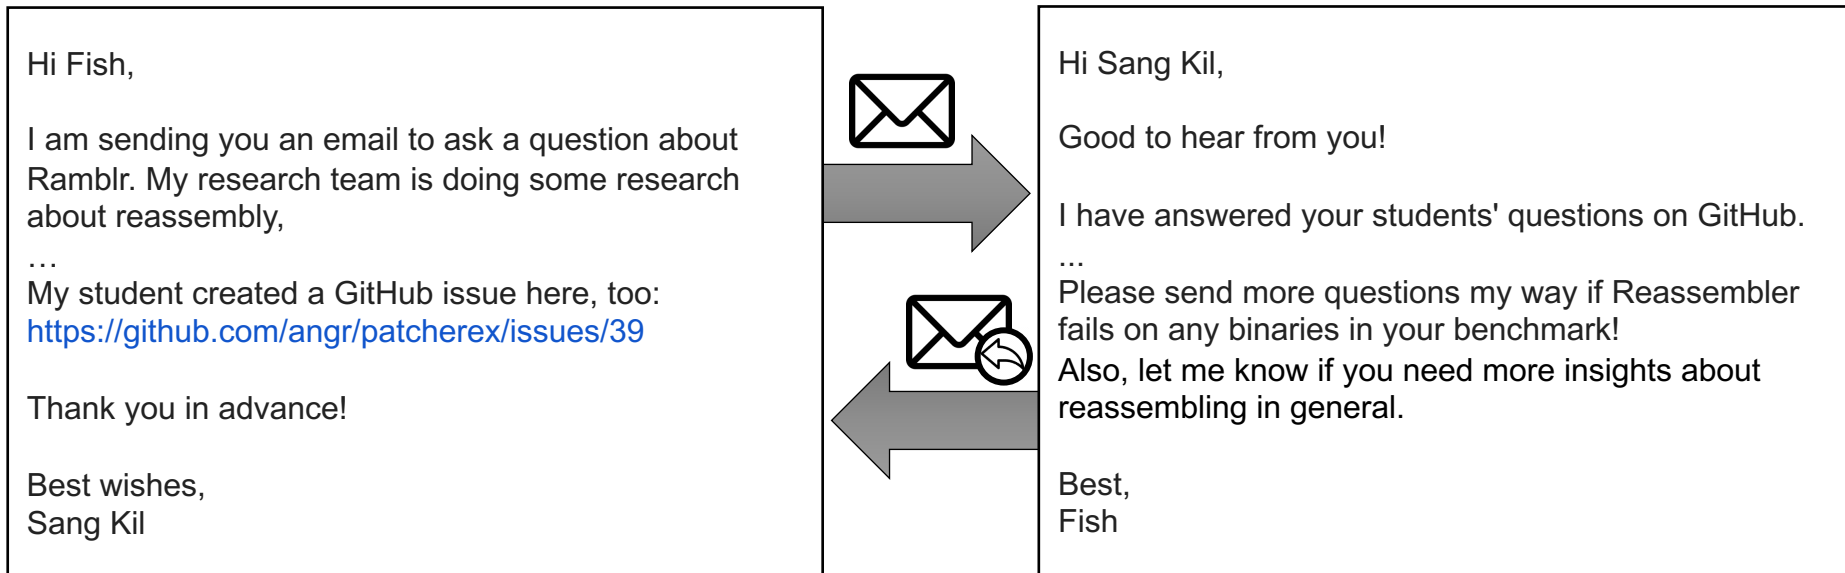 Hi Fish,
I am sending you an email to ask a question about
Ramblr. My research team is doing some research
about reassembly,
…
My student created a GitHub issue here, too:
https://github.com/angr/patcherex/issues/39
Thank you in advance!
Best wishes,
Sang Kil
Hi Sang Kil,
Good to hear from you!
I have answered your students' questions on GitHub.
...
Please send more questions my way if Reassembler
fails on any binaries in your benchmark!
Also, let me know if you need more insights about
reassembling in general.
Best,
Fish